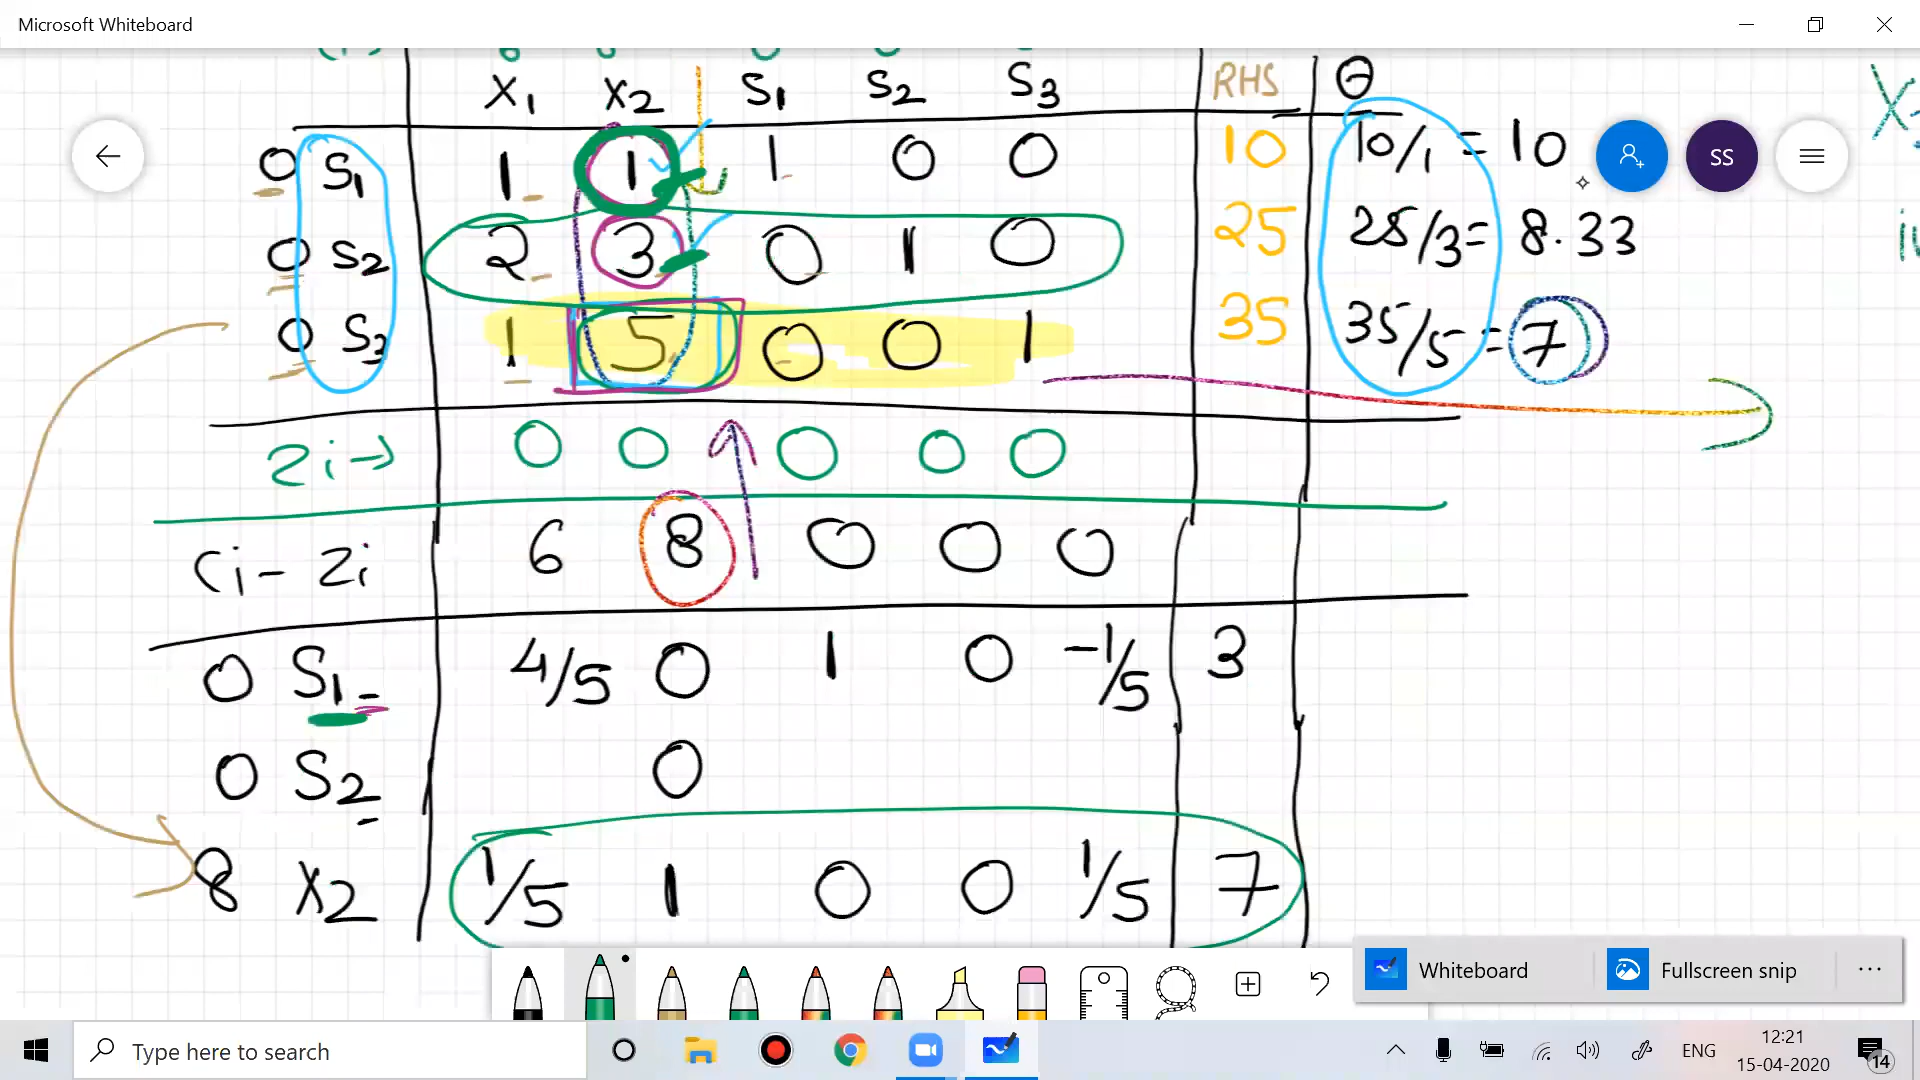 Microsoft Whiteboard
X1 X2 S1 S2 S3 RHS Θ
0 S1 1 1 1 0 0 10 10/1 = 10
SS
0 S2 2 3 0 1 0 25 25/3= 8.33
0 S3 1 5 0 0 1 35 35/5 = 7
Zi→ 0 0 0 0 0
Ci - Zi 6 8 0 0 0
0 S1 4/5 0 1 0 -1/5 3
0 S2 0
8 X2 1/5 1 0 0 1/5 7
Whiteboard Fullscreen snip
Type here to search
ENG
12:21
15-04-2020
14